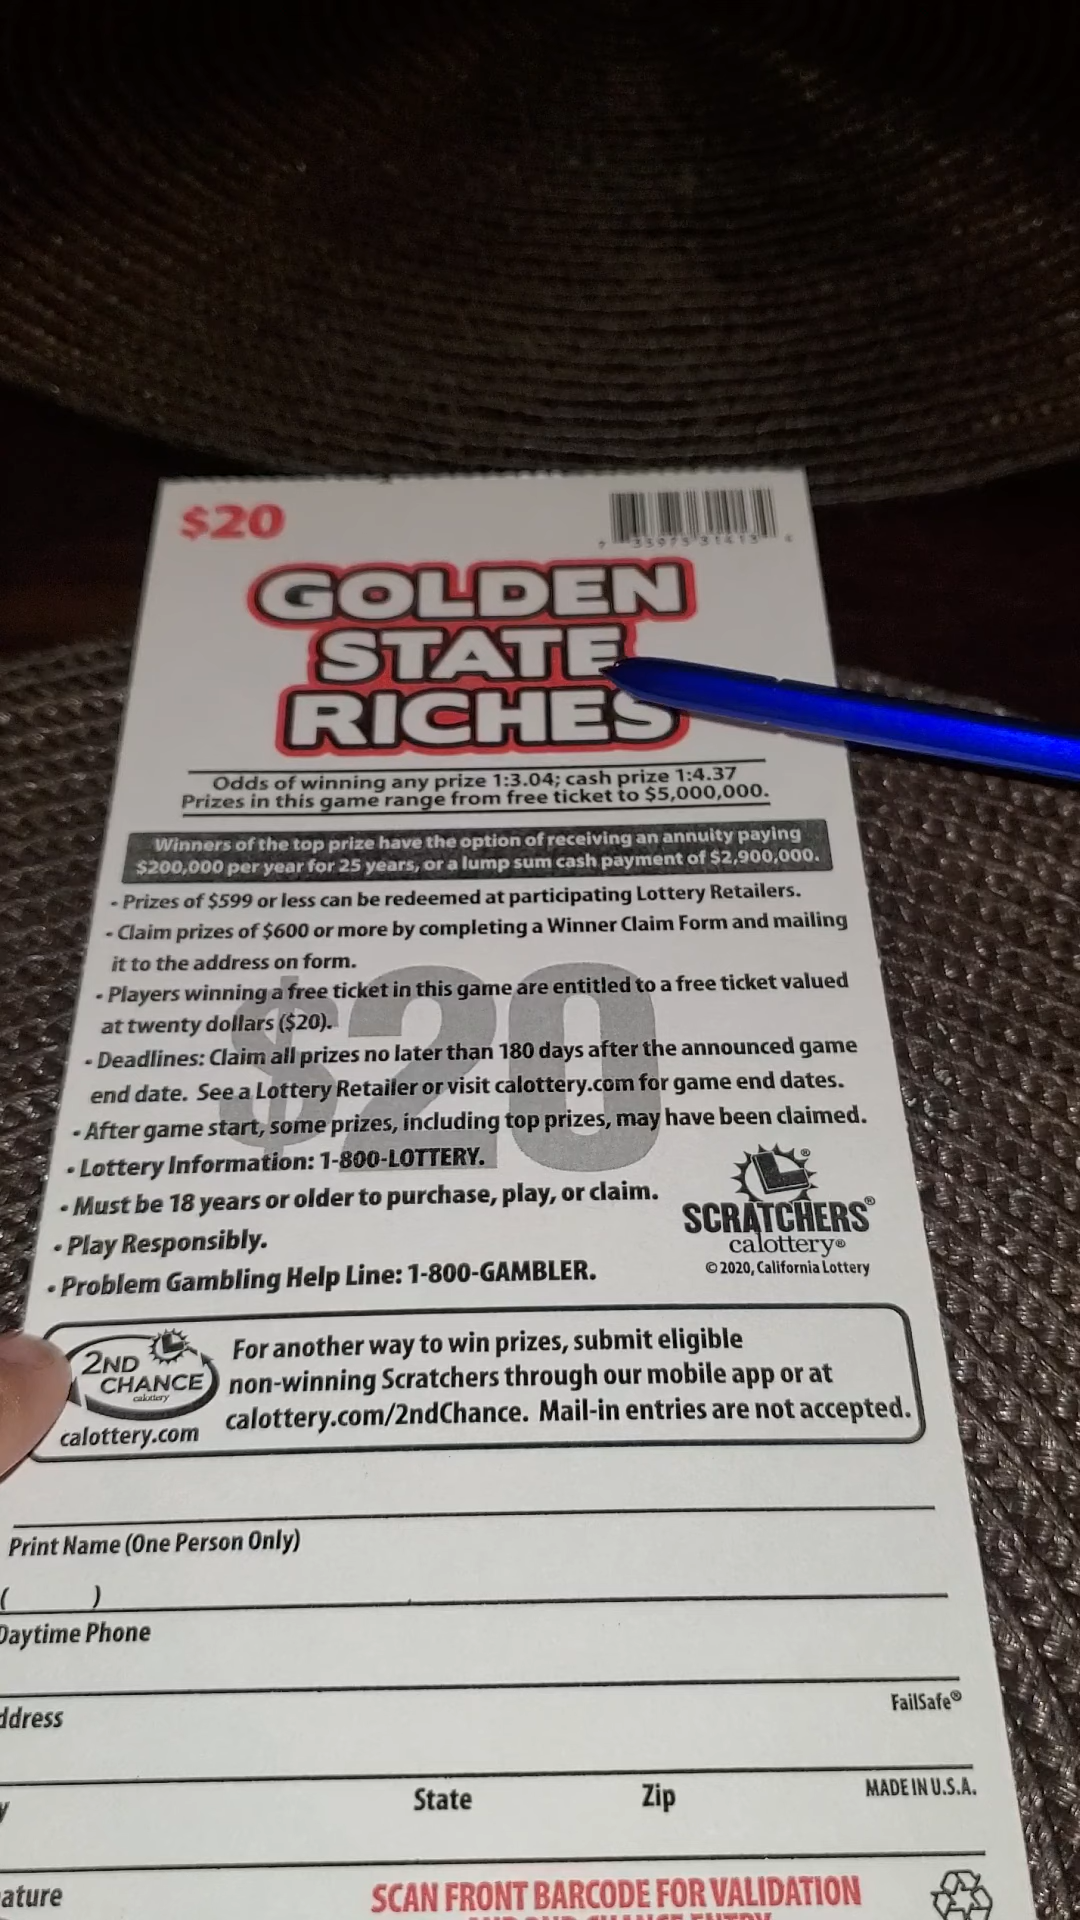 $20
GOLDEN
STATE
RICHES
Odds of winning any prize 1:3.04; cash prize 1:4.37
Prizes in this game range from free ticket to $5,000,000.
Winners of the top prize have the option of receiving an annuity paying
$200,000 per year for 25 years, or a lump sum cash payment of $2,900,000.
- Prizes of $599 or less can be redeemed at participating Lottery Retailers.
- Claim prizes of $600 or more by completing a Winner Claim Form and mailing
it to the address on form.
- Players winning a free ticket in this game are entitled to a free ticket valued
at twenty dollars ($20).
- Deadlines: Claim all prizes no later than 180 days after the announced game
end date. See a Lottery Retailer or visit calottery.com for game end dates.
- After game start, some prizes, including top prizes, may have been claimed.
- Lottery Information: 1-800-LOTTERY.
- Must be 18 years or older to purchase, play, or claim.
- Play Responsibly.
- Problem Gambling Help Line: 1-800-GAMBLER.
$20
SCRATCHERS®
calottery®
© 2020, California Lottery
2ND
CHANCE
calottery
calottery.com
For another way to win prizes, submit eligible
non-winning Scratchers through our mobile app or at
calottery.com/2ndChance. Mail-in entries are not accepted.
Print Name (One Person Only)
( )
Daytime Phone
ddress
FailSafe®
y State Zip
MADE IN U.S.A.
ature
SCAN FRONT BARCODE FOR VALIDATION